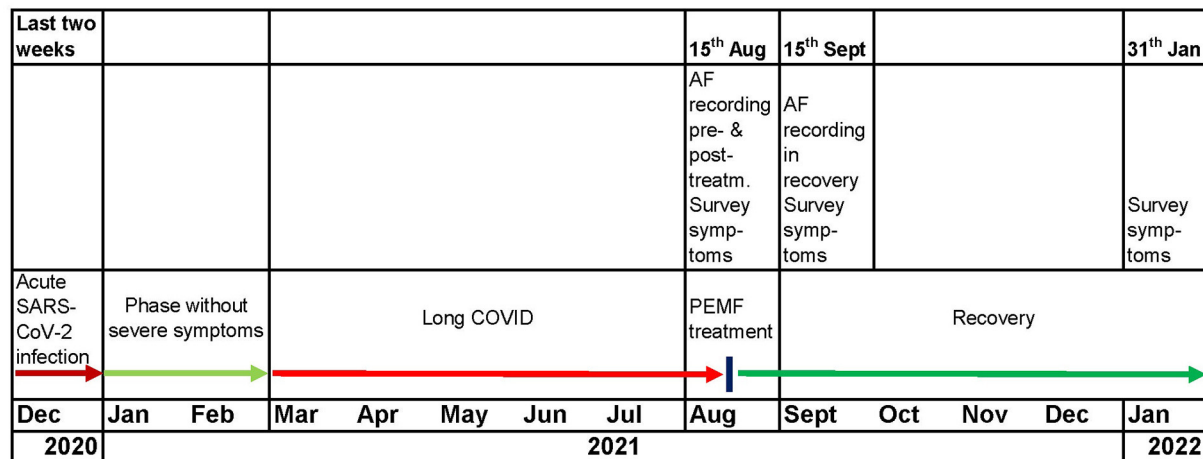 Last two
weeks
15th Aug
15th Sept
31th Jan
AF
recording
pre- &
post-
treatm.
Survey
symp-
toms
AF
recording
in
recovery
Survey
symp-
toms
Survey
symp-
toms
Acute
SARS-
CoV-2
infection
Phase without
severe symptoms
Long COVID
PEMF
treatment
Recovery
Dec Jan Feb Mar Apr May Jun Jul Aug Sept Oct Nov Dec Jan
2020 2021 2022